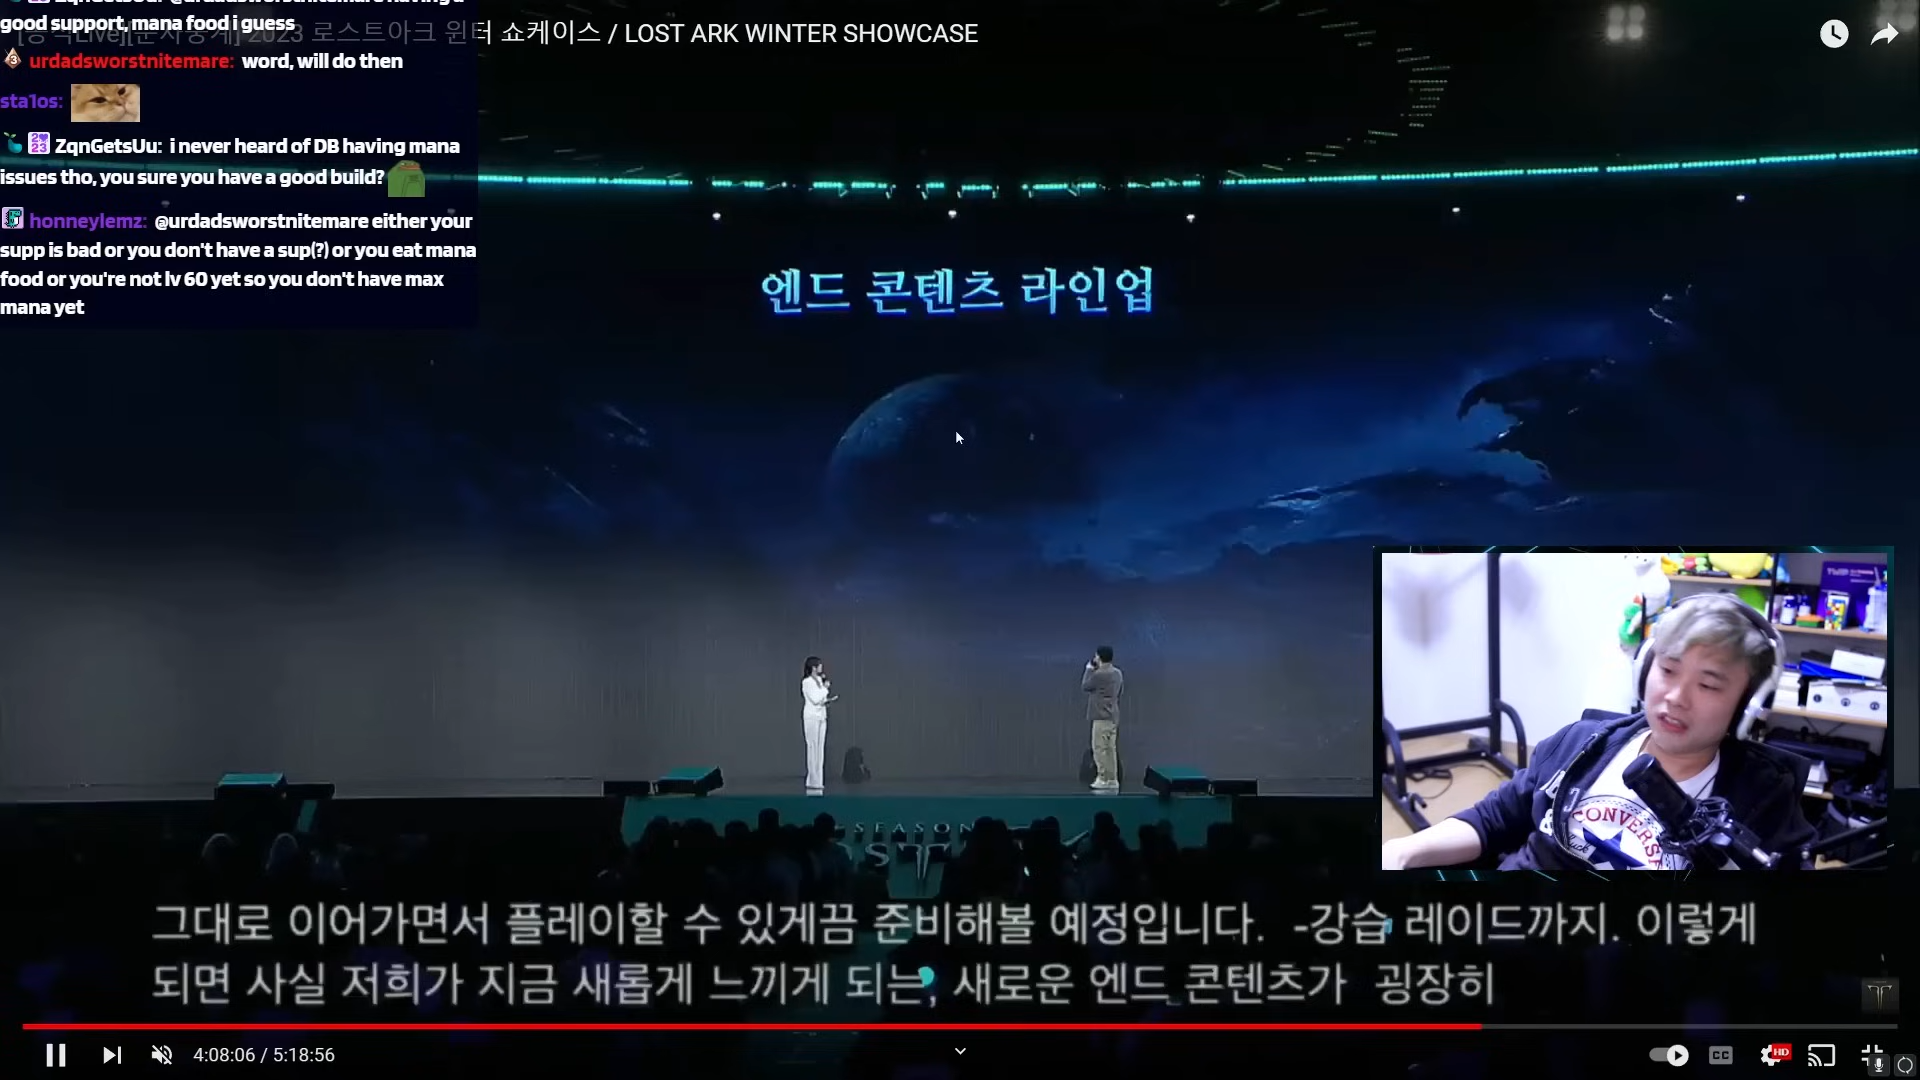 good support, mana food i guess
2023 로스트아크 윈터 쇼케이스 / LOST ARK WINTER SHOWCASE
urdadsworstnitemare: word, will do then
sta1os:
ZqnGetsUu: i never heard of DB having mana
issues tho, you sure you have a good build?
honneylemz: @urdadsworstnitemare either your
supp is bad or you don't have a sup(?) or you eat mana
food or you're not lv 60 yet so you don't have max
mana yet
엔드 콘텐츠 라인업
CONVERS
SEASON
그대로 이어가면서 플레이할 수 있게끔 준비해볼 예정입니다. -강습 레이드까지. 이렇게
되면 사실 저희가 지금 새롭게 느끼게 되는, 새로운 엔드 콘텐츠가 굉장히
4:08:06 / 5:18:56
CC
HD